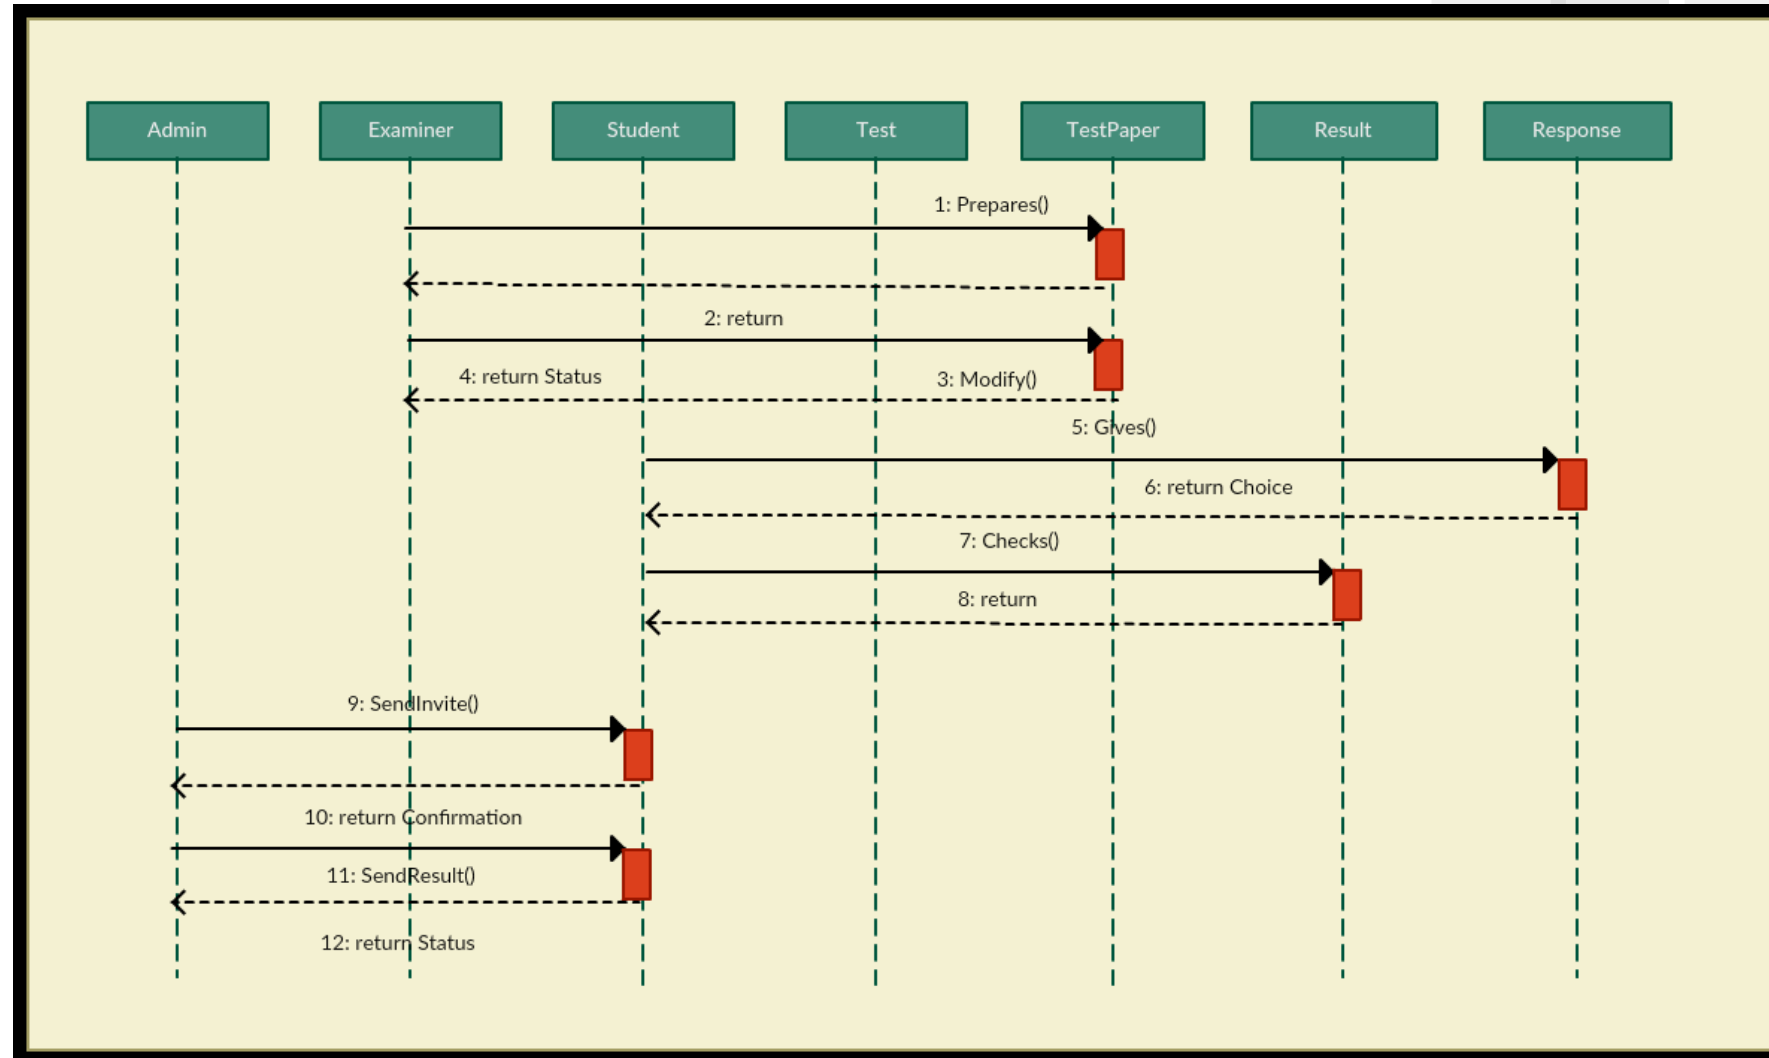 Admin
Examiner
Student
Test
TestPaper
Result
Response
1: Prepares()
2: return
4: return Status
3: Modify()
5: Gives()
6: return Choice
7: Checks()
8: return
9: SendInvite()
10: return Confirmation
11: SendResult()
12: return Status